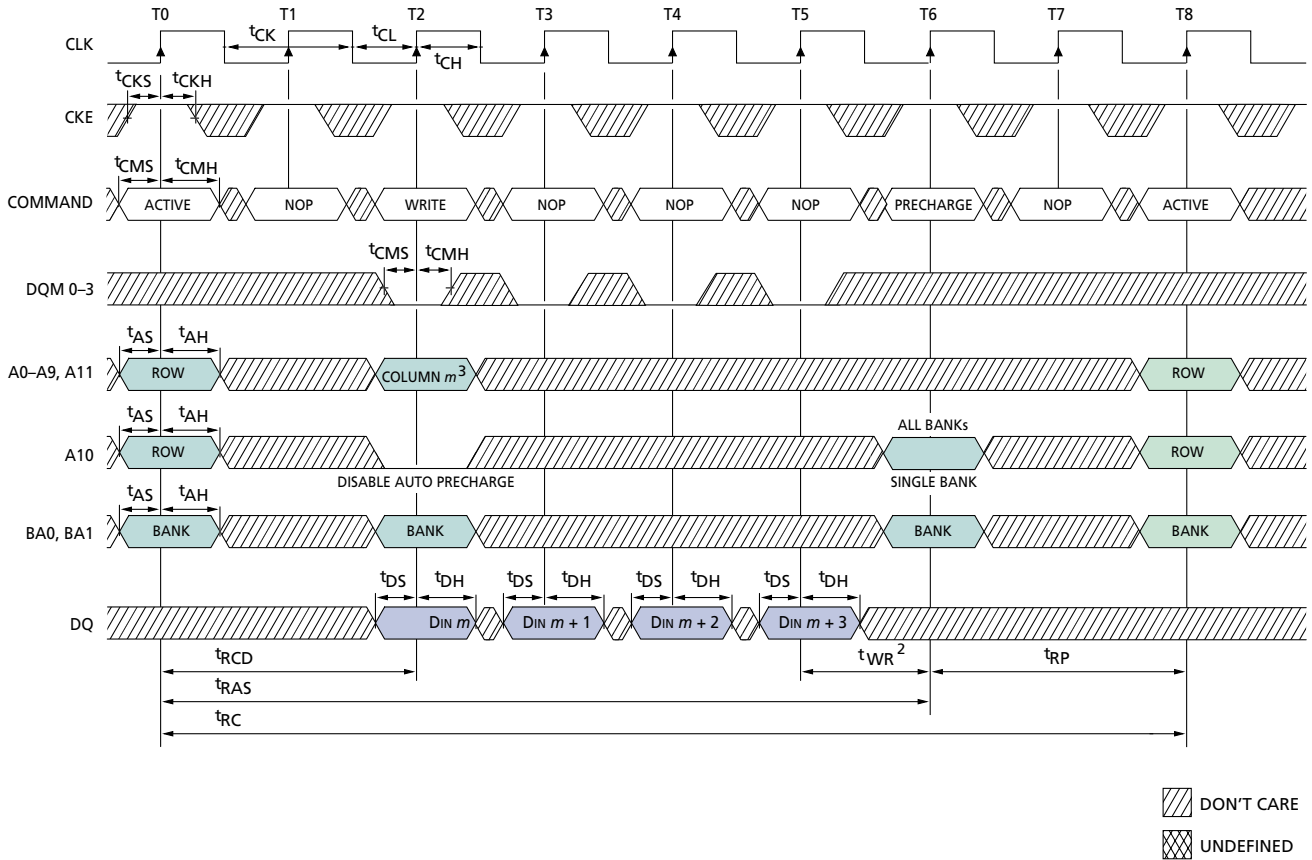 T0 T1 T2 T3 T4 T5 T6 T7 T8
CLK tCK tCL tCH
tCKS tCKH
CKE
tCMS tCMH
COMMAND ACTIVE NOP WRITE NOP NOP NOP PRECHARGE NOP ACTIVE
tCMS tCMH
DQM 0–3
tAS tAH
A0–A9, A11 ROW COLUMN m³ ROW
tAS tAH ALL BANKs
A10 ROW ROW
DISABLE AUTO PRECHARGE SINGLE BANK
tAS tAH
BA0, BA1 BANK BANK BANK BANK
tDS tDH tDS tDH tDS tDH tDS tDH
DQ DIN m DIN m + 1 DIN m + 2 DIN m + 3
tRCD tWR² tRP
tRAS
tRC
DON'T CARE
UNDEFINED